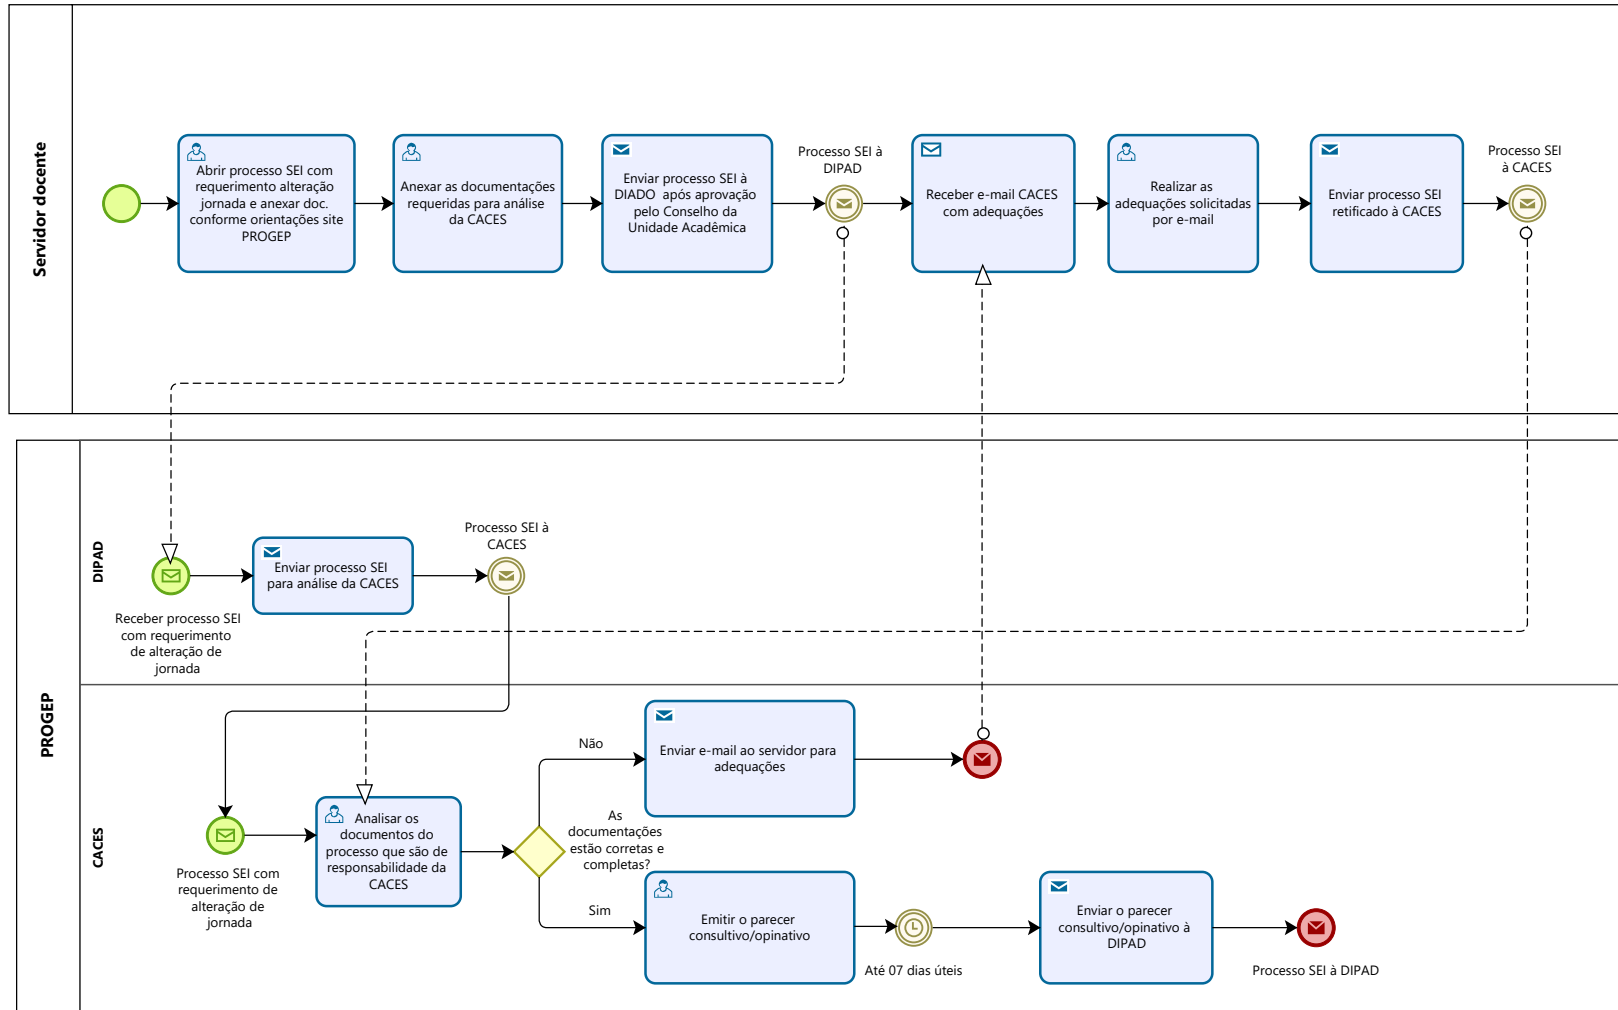 Servidor docente
Abrir processo SEI com
requerimento alteração
jornada e anexar doc.
conforme orientações site
PROGEP
Anexar as documentações
requeridas para análise
da CACES
Enviar processo SEI à
DIADO  após aprovação
pelo Conselho da
Unidade Acadêmica
Processo SEI à
DIPAD
Receber e-mail CACES
com adequações
Realizar as
adequações solicitadas
por e-mail
Enviar processo SEI
retificado à CACES
Processo SEI
à CACES
PROGEP
DIPAD
Receber processo SEI
com requerimento
de alteração de
jornada
Enviar processo SEI
para análise da CACES
Processo SEI à
CACES
CACES
Processo SEI com
requerimento de
alteração de
jornada
Analisar os
documentos do
processo que são de
responsabilidade da
CACES
As
documentações
estão corretas e
completas?
Não
Enviar e-mail ao servidor para
adequações
Sim
Emitir o parecer
consultivo/opinativo
Até 07 dias úteis
Enviar o parecer
consultivo/opinativo à
DIPAD
Processo SEI à DIPAD